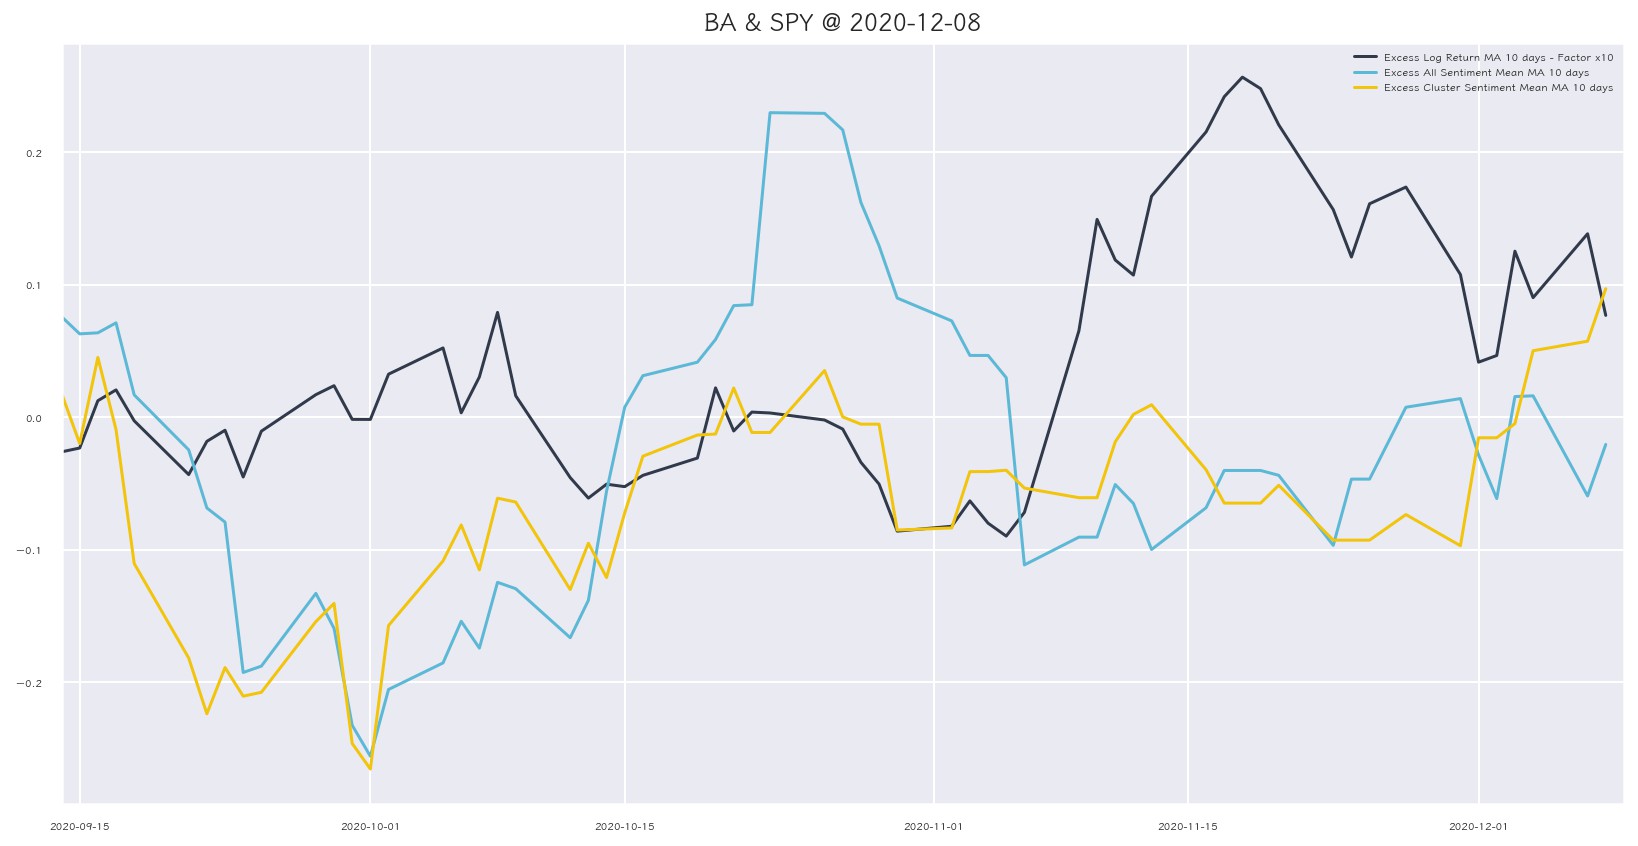 BA & SPY @ 2020-12-08
Excess Log Return MA 10 days - Factor x10
Excess All Sentiment Mean MA 10 days
Excess Cluster Sentiment Mean MA 10 days
0.2
0.1
0.0
−0.1
−0.2
2020-09-15
2020-10-01
2020-10-15
2020-11-01
2020-11-15
2020-12-01